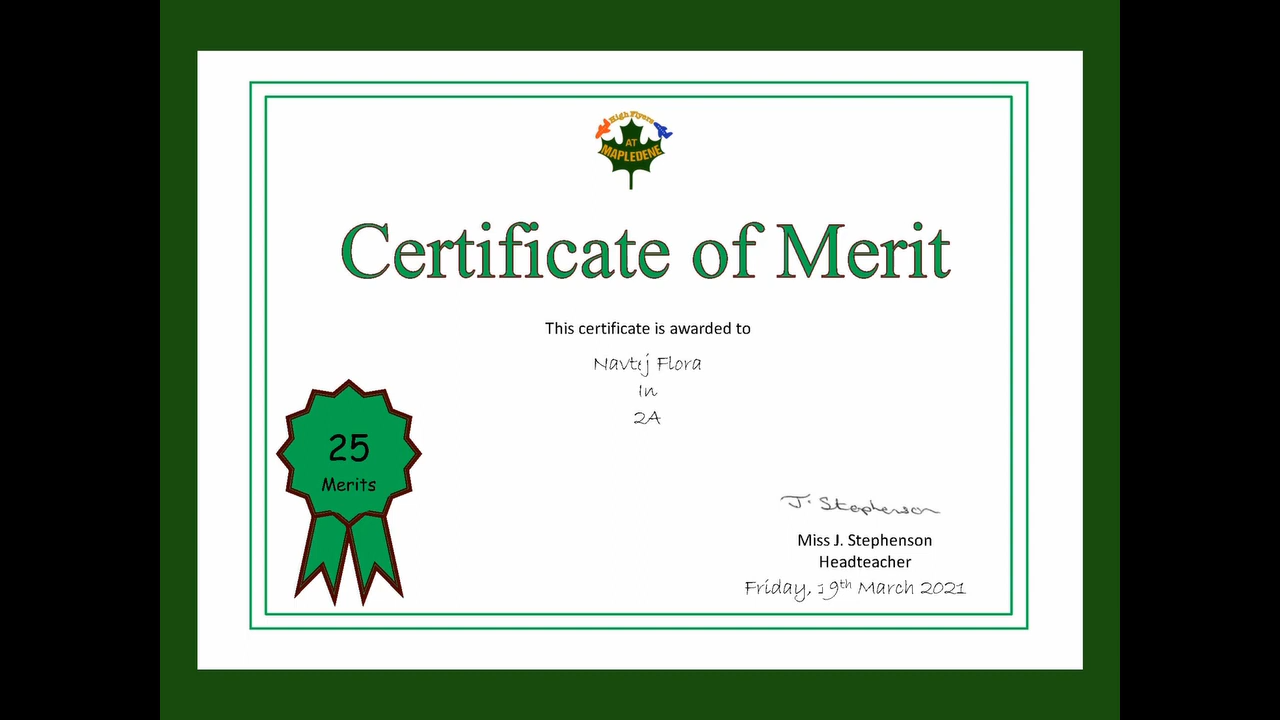 High Flyers
AT
MAPLEDENE
Certificate of Merit
This certificate is awarded to
Navtej Flora
In
2A
25
Merits
J. Stephenson
Miss J. Stephenson
Headteacher
Friday, 19th March 2021